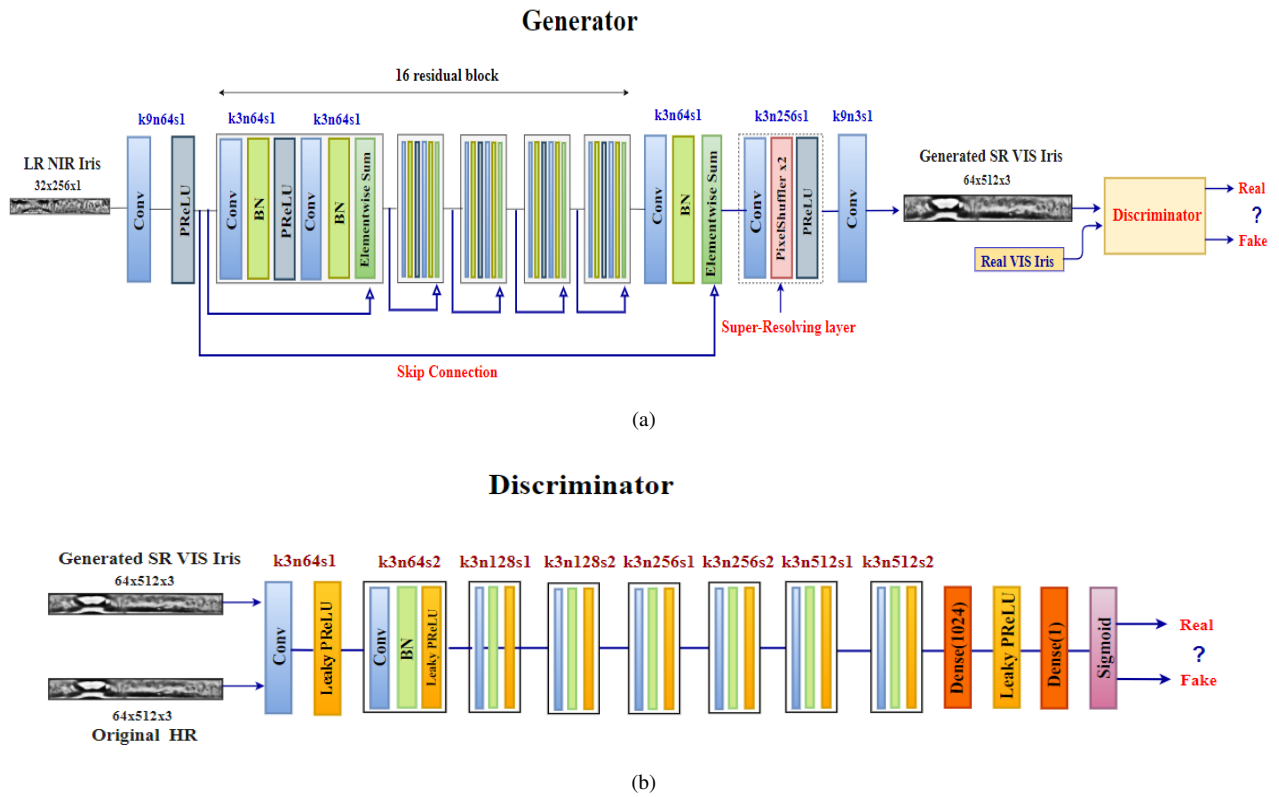 Generator
16 residual block
k9n64s1
k3n64s1
k3n64s1
k3n64s1
k3n256s1
k9n3s1
LR NIR Iris
32x256x1
Conv
PReLU
Conv
BN
PReLU
Conv
BN
Elementwise Sum
Conv
BN
Elementwise Sum
Conv
PixelShuffler x2
PReLU
Conv
Generated SR VIS Iris
64x512x3
Real VIS Iris
Discriminator
Real
?
Fake
Super-Resolving layer
Skip Connection
(a)
Discriminator
Generated SR VIS Iris
64x512x3
64x512x3
Original HR
k3n64s1
k3n64s2
k3n128s1
k3n128s2
k3n256s1
k3n256s2
k3n512s1
k3n512s2
Conv
Leaky PReLU
Conv
BN
Leaky PReLU
Dense(1024)
Leaky PReLU
Dense(1)
Sigmoid
Real
?
Fake
(b)